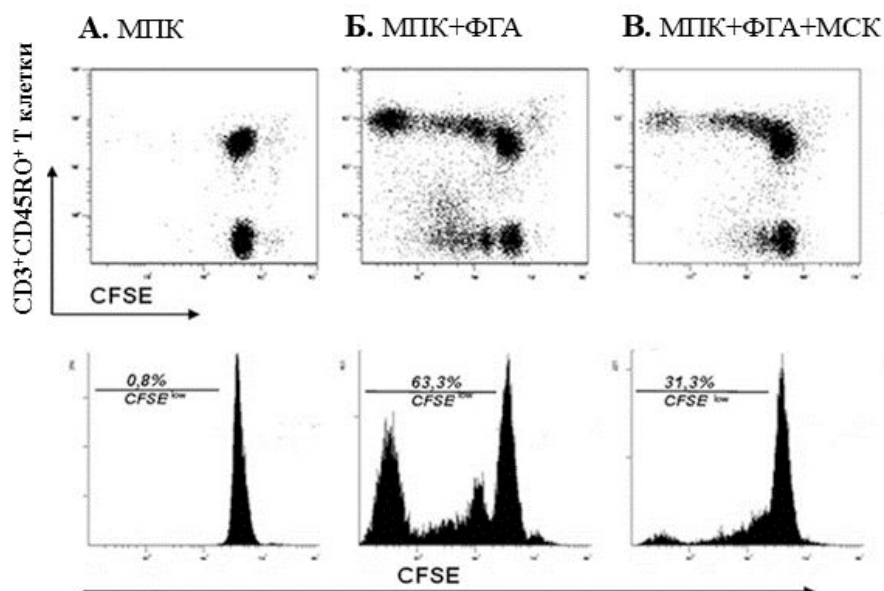 А. МПК
Б. МПК+ФГА
В. МПК+ФГА+МСК
CD3⁺CD45RO⁺ Т клетки
CFSE
0,8%
CFSE low
63,3%
CFSE low
31,3%
CFSE low
CFSE